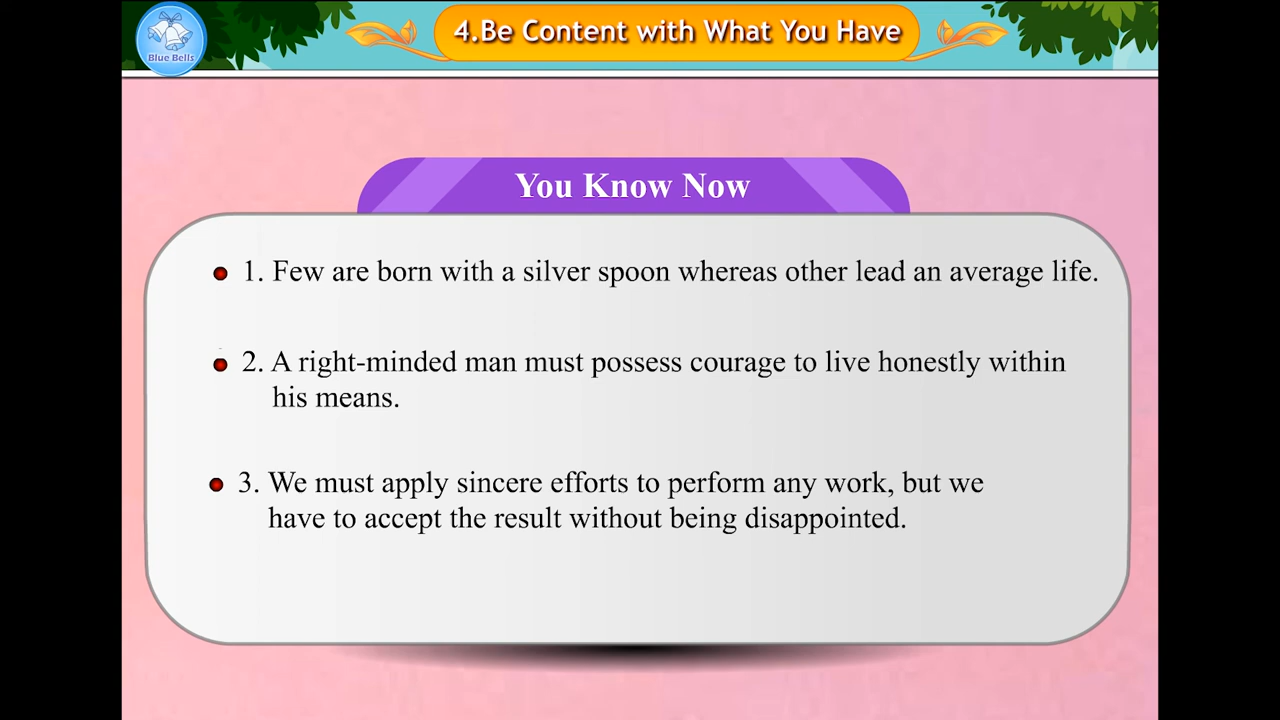 4.Be Content with What You Have
Blue Bells
You Know Now
1. Few are born with a silver spoon whereas other lead an average life.
2. A right-minded man must possess courage to live honestly within
his means.
3. We must apply sincere efforts to perform any work, but we
have to accept the result without being disappointed.